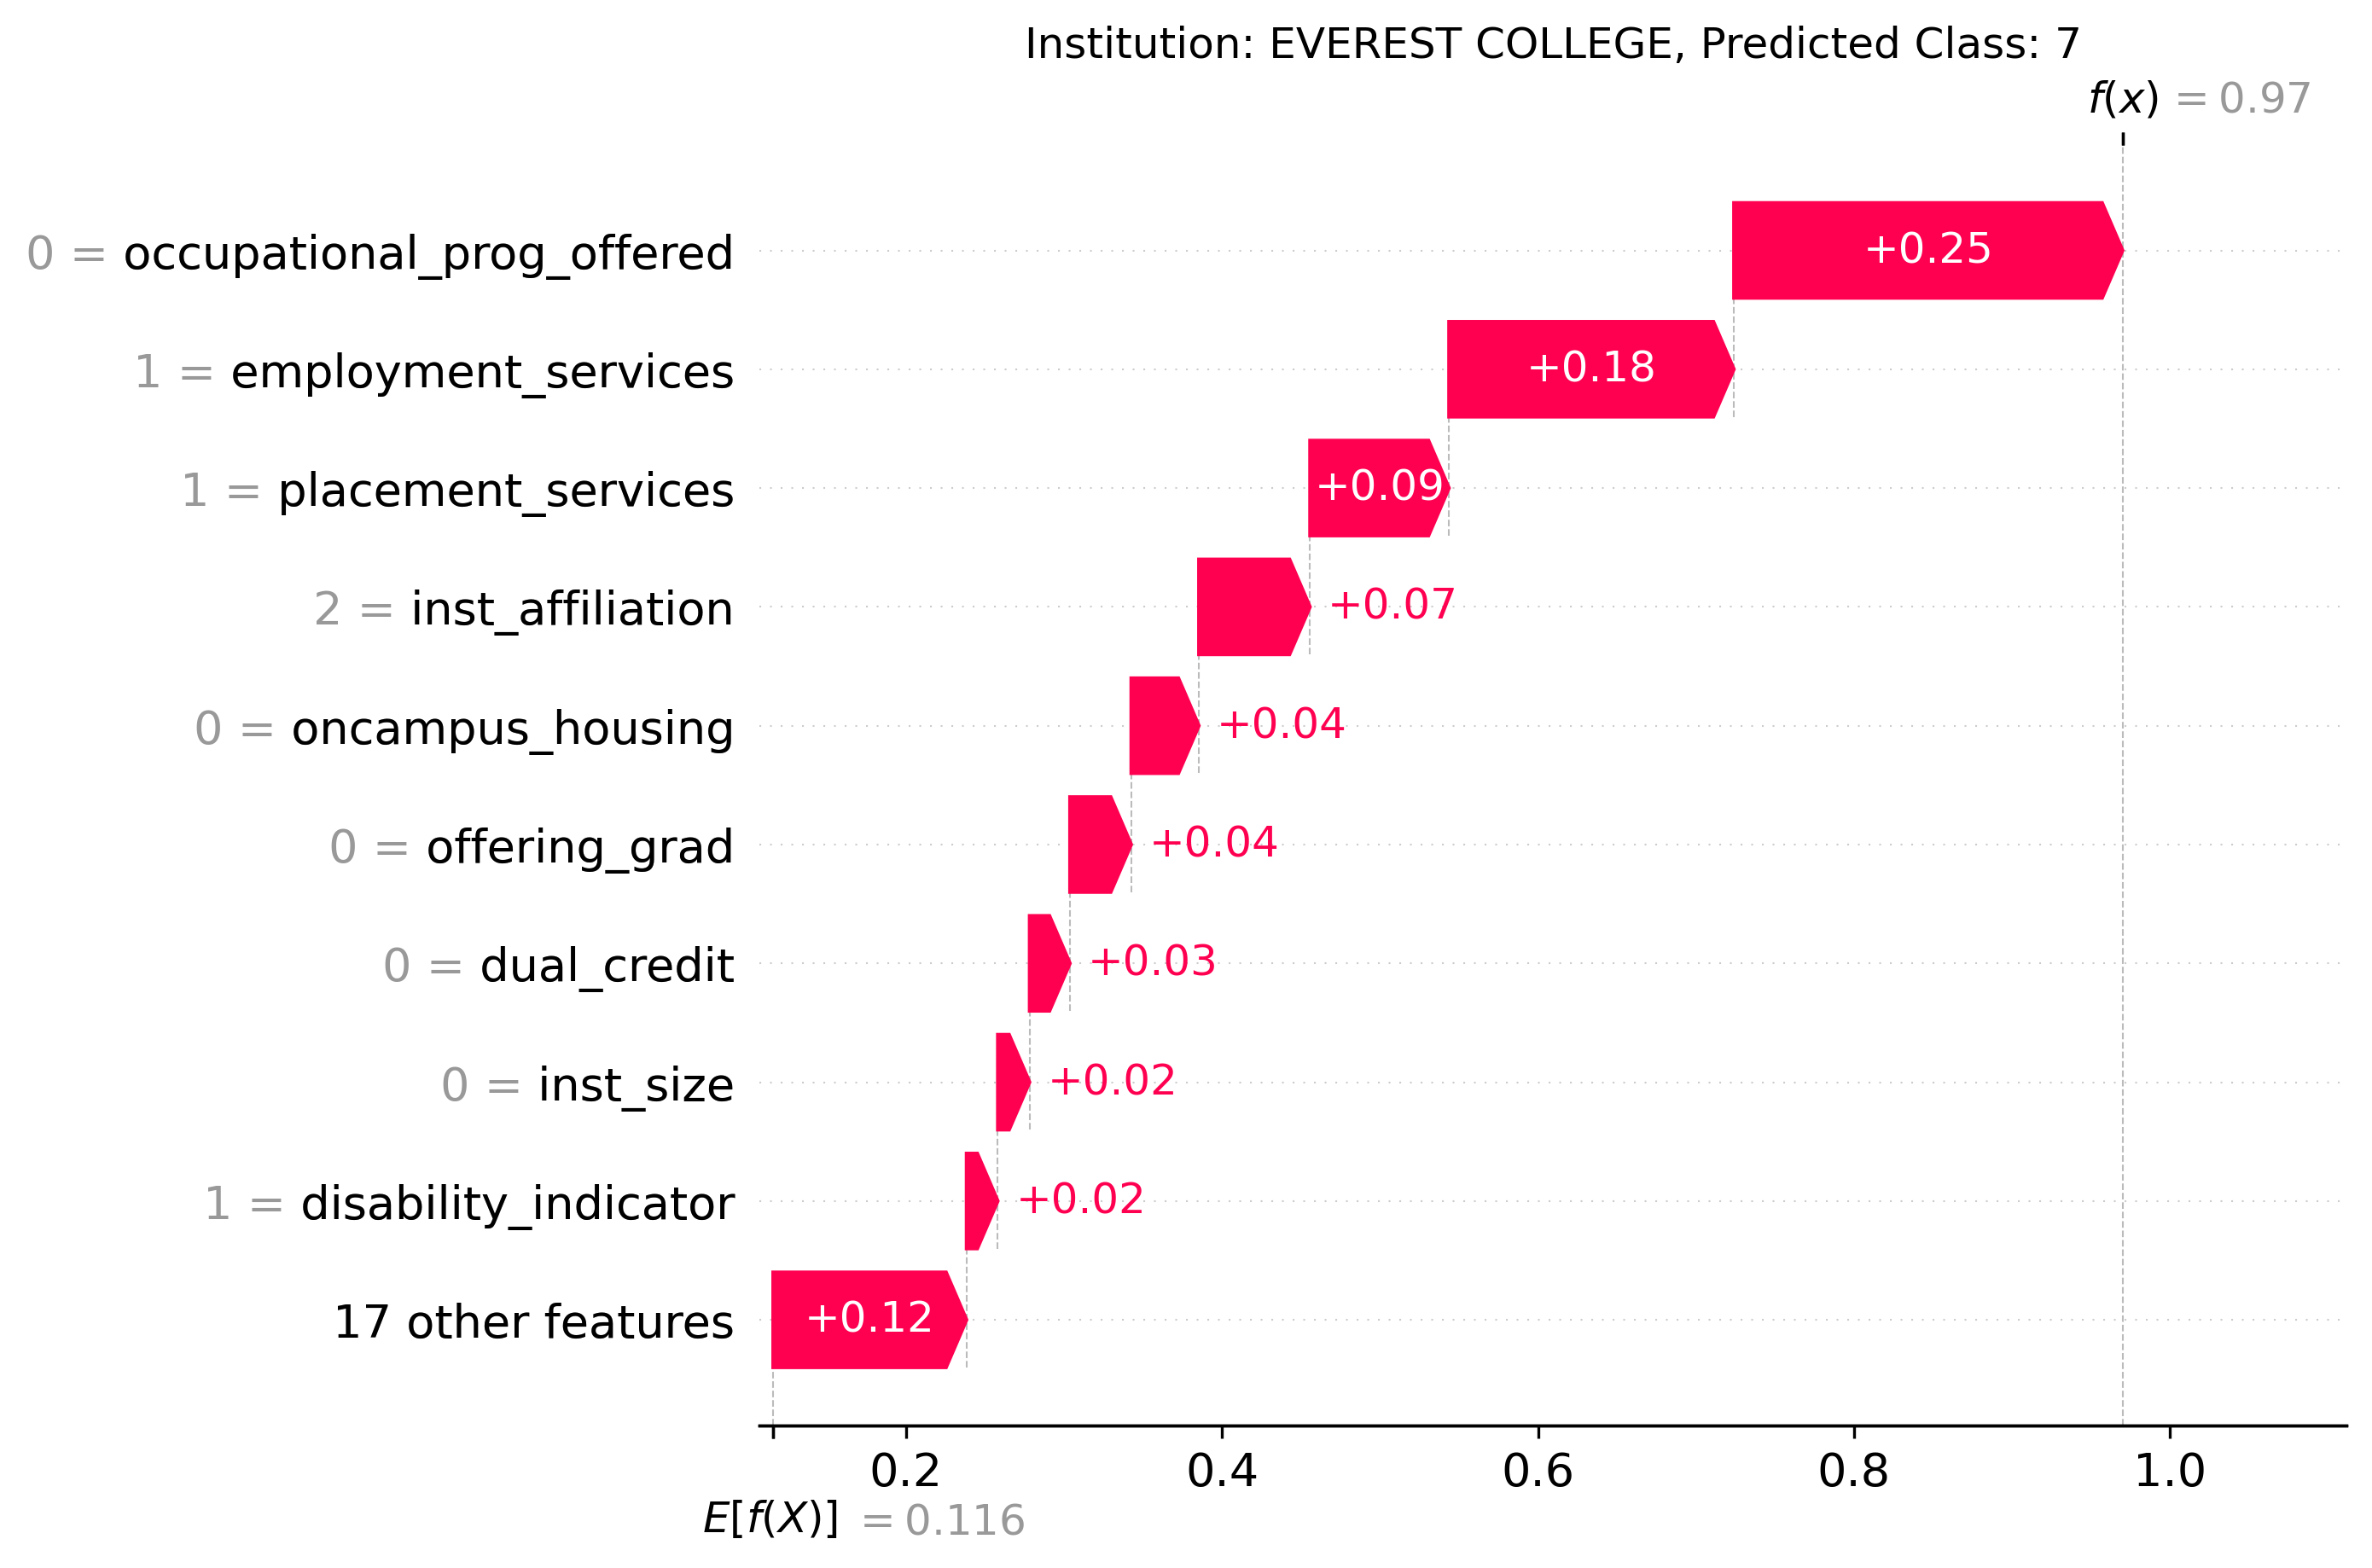 Institution: EVEREST COLLEGE, Predicted Class: 7
f(x) = 0.97
0 = occupational_prog_offered +0.25
1 = employment_services +0.18
1 = placement_services +0.09
2 = inst_affiliation +0.07
0 = oncampus_housing +0.04
0 = offering_grad +0.04
0 = dual_credit +0.03
0 = inst_size +0.02
1 = disability_indicator +0.02
17 other features +0.12
0.2 0.4 0.6 0.8 1.0
E[f(X)] = 0.116